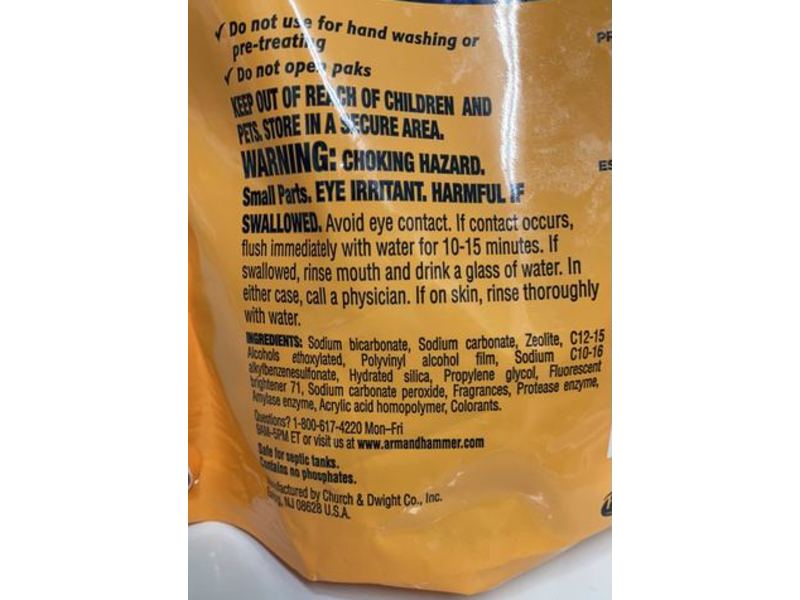 ✓ Do not use for hand washing or
pre-treating
✓ Do not open paks
KEEP OUT OF REACH OF CHILDREN AND
PETS. STORE IN A SECURE AREA.
WARNING: CHOKING HAZARD.
Small Parts. EYE IRRITANT. HARMFUL IF
SWALLOWED. Avoid eye contact. If contact occurs,
flush immediately with water for 10-15 minutes. If
swallowed, rinse mouth and drink a glass of water. In
either case, call a physician. If on skin, rinse thoroughly
with water.
INGREDIENTS: Sodium bicarbonate, Sodium carbonate, Zeolite, C12-15
Alcohols ethoxylated, Polyvinyl alcohol film, Sodium C10-16
alkylbenzenesulfonate, Hydrated silica, Propylene glycol, Fluorescent
brightener 71, Sodium carbonate peroxide, Fragrances, Protease enzyme,
Amylase enzyme, Acrylic acid homopolymer, Colorants.
Questions? 1-800-617-4220 Mon–Fri
9AM–5PM ET or visit us at www.armandhammer.com
Safe for septic tanks.
Contains no phosphates.
Manufactured by Church & Dwight Co., Inc.
Ewing, NJ 08628 U.S.A.
PR
ES